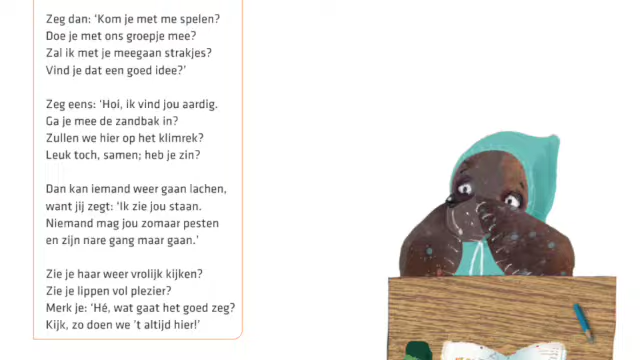 Zeg dan: ‘Kom je met me spelen?
Doe je met ons groepje mee?
Zal ik met je meegaan strakjes?
Vind je dat een goed idee?’

Zeg eens: ‘Hoi, ik vind jou aardig.
Ga je mee de zandbak in?
Zullen we hier op het klimrek?
Leuk toch, samen; heb je zin?

Dan kan iemand weer gaan lachen,
want jij zegt: ‘Ik zie jou staan.
Niemand mag jou zomaar pesten
en zijn nare gang maar gaan.’

Zie je haar weer vrolijk kijken?
Zie je lippen vol plezier?
Merk je: ‘Hé, wat gaat het goed zeg?
Kijk, zo doen we ’t altijd hier!’